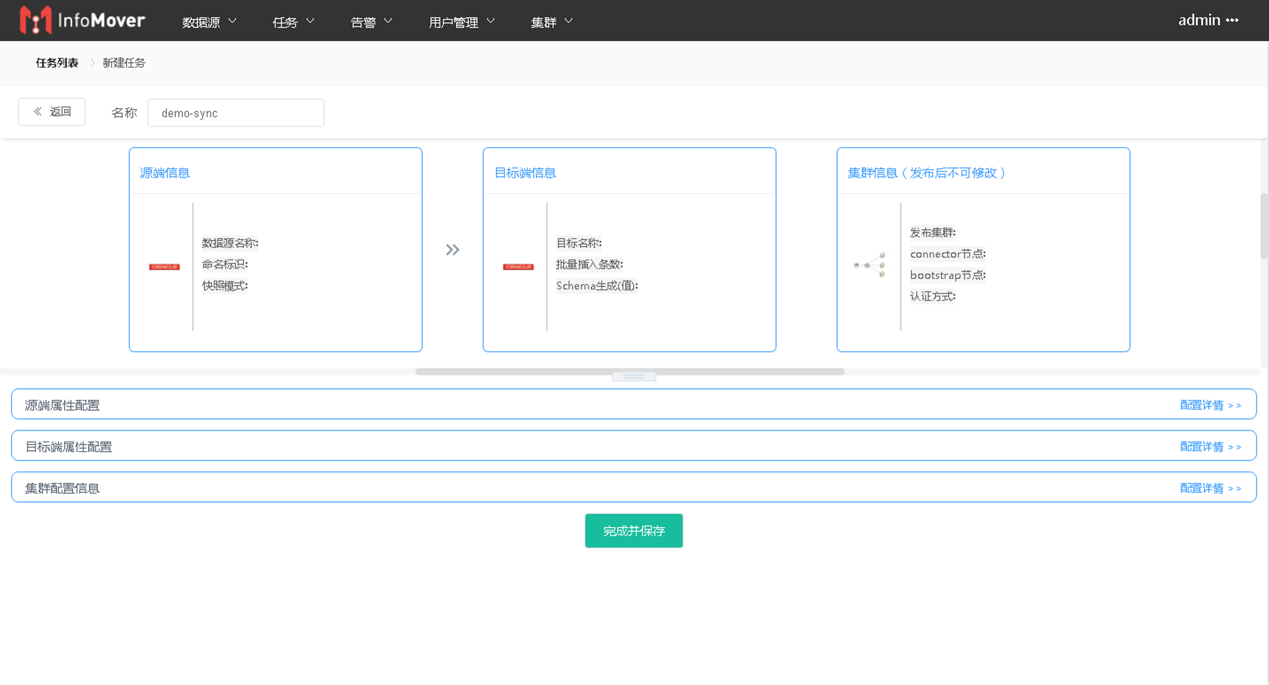 InfoMover 数据源 任务 告警 用户管理 集群 admin
任务列表 新建任务
返回 名称 demo-sync
源端信息
数据源名称:
命名标识:
快照模式:
目标端信息
目标名称:
批量插入条数:
Schema生成(值):
集群信息（发布后不可修改）
发布集群:
connector节点:
bootstrap节点:
认证方式:
ORACLE
ORACLE
源端属性配置 配置详情 >>
目标端属性配置 配置详情 >>
集群配置信息 配置详情 >>
完成并保存